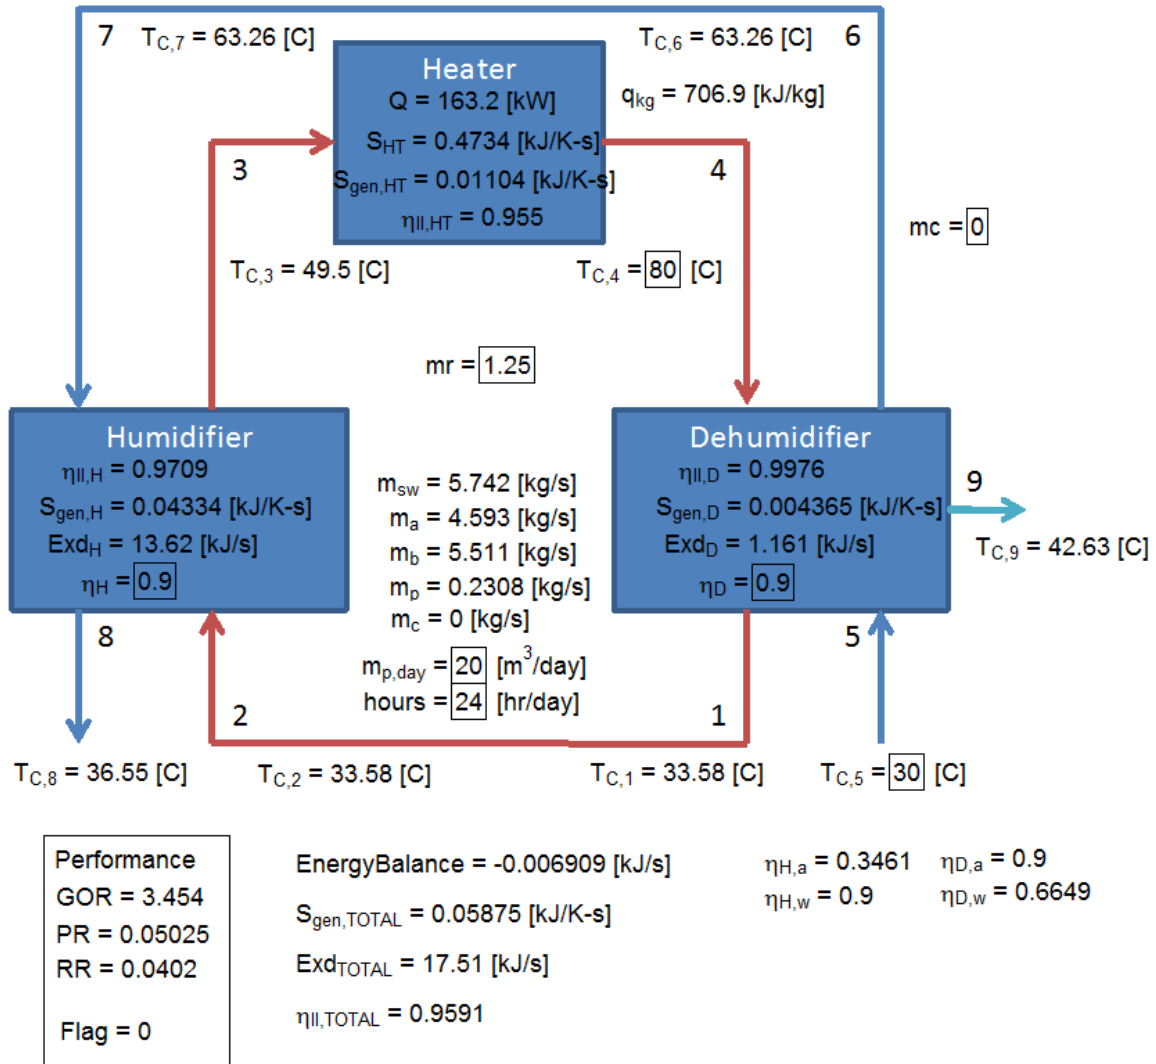 7
T_C,7 = 63.26 [C]
T_C,6 = 63.26 [C]
6
Heater
Q = 163.2 [kW]
S_HT = 0.4734 [kJ/K-s]
S_gen,HT = 0.01104 [kJ/K-s]
η_II,HT = 0.955
q_kg = 706.9 [kJ/kg]
3
4
mc = 0
T_C,3 = 49.5 [C]
T_C,4 = 80 [C]
mr = 1.25
Humidifier
η_II,H = 0.9709
S_gen,H = 0.04334 [kJ/K-s]
Exd_H = 13.62 [kJ/s]
η_H = 0.9
m_sw = 5.742 [kg/s]
m_a = 4.593 [kg/s]
m_b = 5.511 [kg/s]
m_p = 0.2308 [kg/s]
m_c = 0 [kg/s]
m_p,day = 20 [m³/day]
hours = 24 [hr/day]
Dehumidifier
η_II,D = 0.9976
S_gen,D = 0.004365 [kJ/K-s]
Exd_D = 1.161 [kJ/s]
η_D = 0.9
9
T_C,9 = 42.63 [C]
8
2
1
5
T_C,8 = 36.55 [C]
T_C,2 = 33.58 [C]
T_C,1 = 33.58 [C]
T_C,5 = 30 [C]
Performance
GOR = 3.454
PR = 0.05025
RR = 0.0402
Flag = 0
EnergyBalance = -0.006909 [kJ/s]
S_gen,TOTAL = 0.05875 [kJ/K-s]
Exd_TOTAL = 17.51 [kJ/s]
η_II,TOTAL = 0.9591
η_H,a = 0.3461
η_D,a = 0.9
η_H,w = 0.9
η_D,w = 0.6649